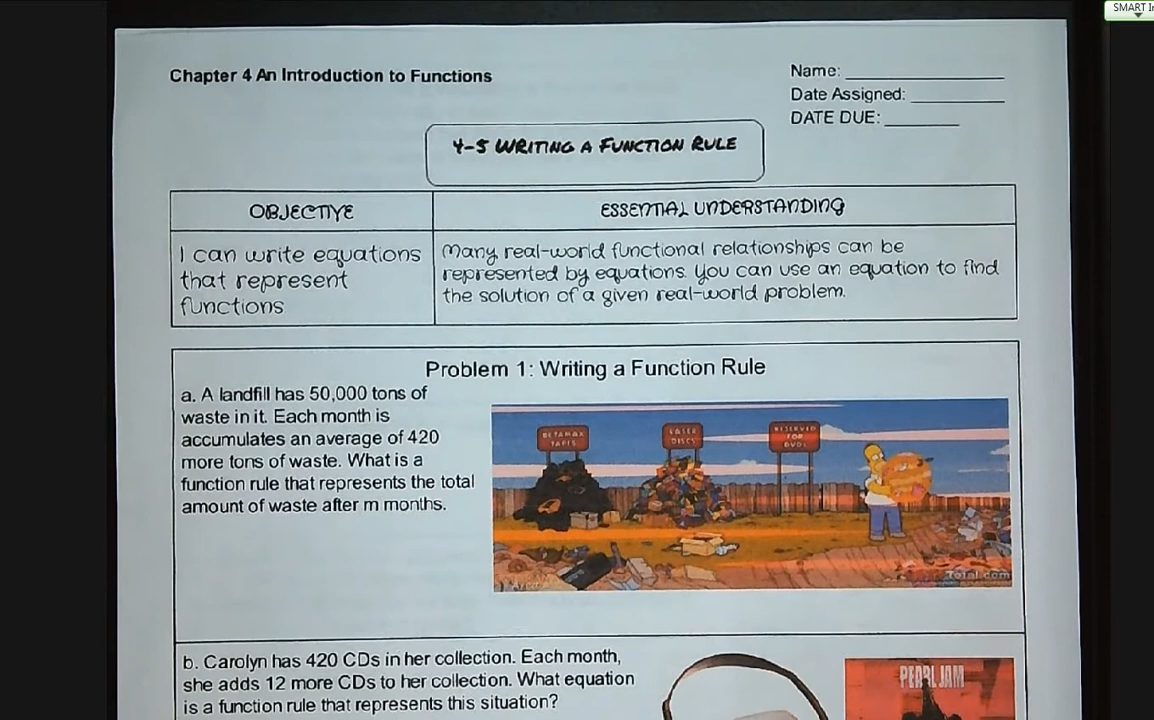 SMART
Chapter 4 An Introduction to Functions
Name:
Date Assigned:
DATE DUE:
4-5 WRITING A FUNCTION RULE
OBJECTIVE
ESSENTIAL UNDERSTANDING
I can write equations
that represent
functions
Many real-world functional relationships can be
represented by equations. You can use an equation to find
the solution of a given real-world problem.
Problem 1: Writing a Function Rule
a. A landfill has 50,000 tons of
waste in it. Each month is
accumulates an average of 420
more tons of waste. What is a
function rule that represents the total
amount of waste after m months.
BETAMAX
TAPES
LASER
DISCS
RESERVED
FOR
DVDS
Total.com
b. Carolyn has 420 CDs in her collection. Each month,
she adds 12 more CDs to her collection. What equation
is a function rule that represents this situation?
PEARL JAM